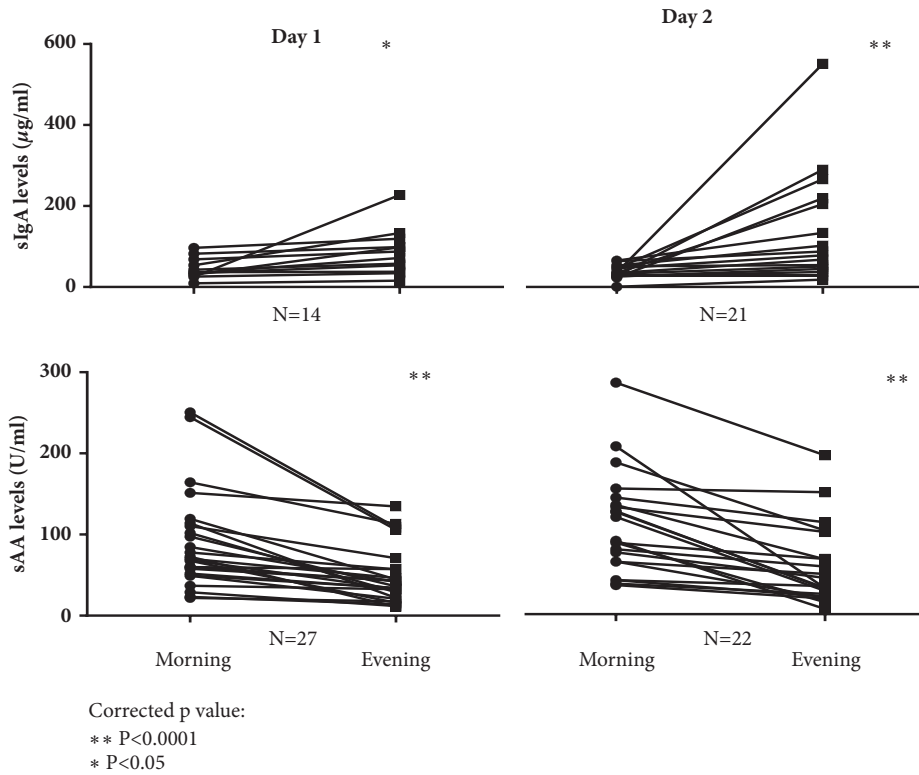 Day 1
Day 2
*
**
sIgA levels (μg/ml)
600
400
200
0
N=14
N=21
**
**
sAA levels (U/ml)
300
200
100
0
N=27
N=22
Morning
Evening
Morning
Evening
Corrected p value:
** P<0.0001
* P<0.05